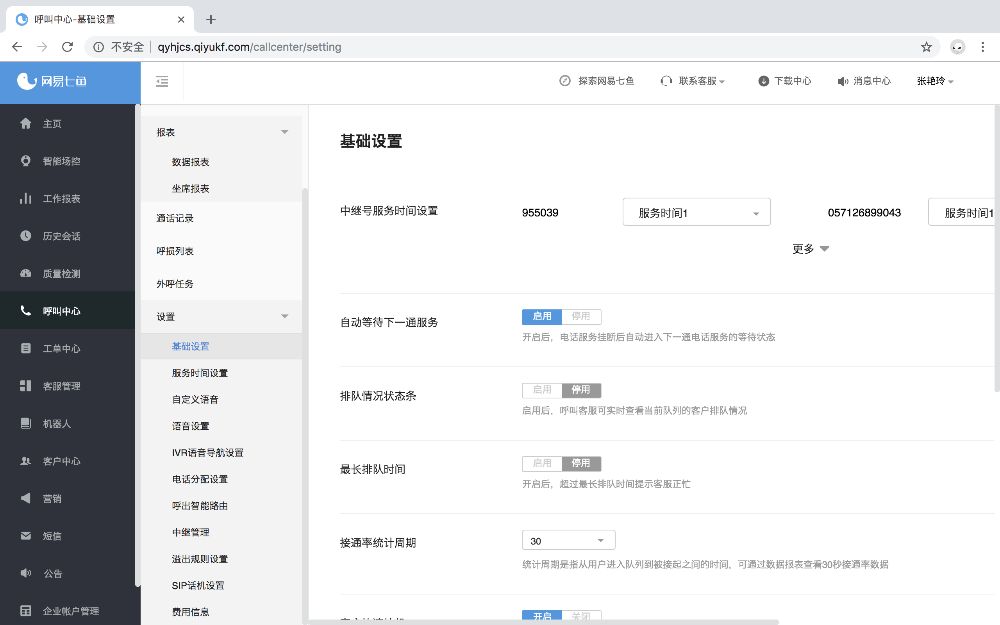 呼叫中心-基础设置
不安全
qyhjcs.qiyukf.com/callcenter/setting
网易七鱼
探索网易七鱼
联系客服
下载中心
消息中心
张艳玲
主页
智能场控
工作报表
历史会话
质量检测
呼叫中心
工单中心
客服管理
机器人
客户中心
营销
短信
公告
企业帐户管理
报表
数据报表
坐席报表
通话记录
呼损列表
外呼任务
设置
基础设置
服务时间设置
自定义语音
语音设置
IVR语音导航设置
电话分配设置
呼出智能路由
中继管理
溢出规则设置
SIP话机设置
费用信息
基础设置
中继号服务时间设置
955039
服务时间1
057126899043
服务时间1
更多
自动等待下一通服务
启用 停用
开启后，电话服务挂断后自动进入下一通电话服务的等待状态
排队情况状态条
启用 停用
启用后，呼叫客服可实时查看当前队列的客户排队情况
最长排队时间
启用 停用
开启后，超过最长排队时间提示客服正忙
接通率统计周期
30
统计周期是指从用户进入队列到被接起之间的时间，可通过数据报表查看30秒接通率数据
开启 关闭